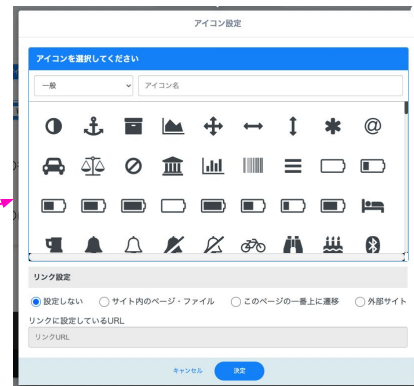 アイコン設定
アイコンを選択してください
一般 アイコン名
リンク設定
設定しない サイト内のページ・ファイル このページの一番上に遷移 外部サイト
リンクに設定しているURL
リンクURL
キャンセル 決定